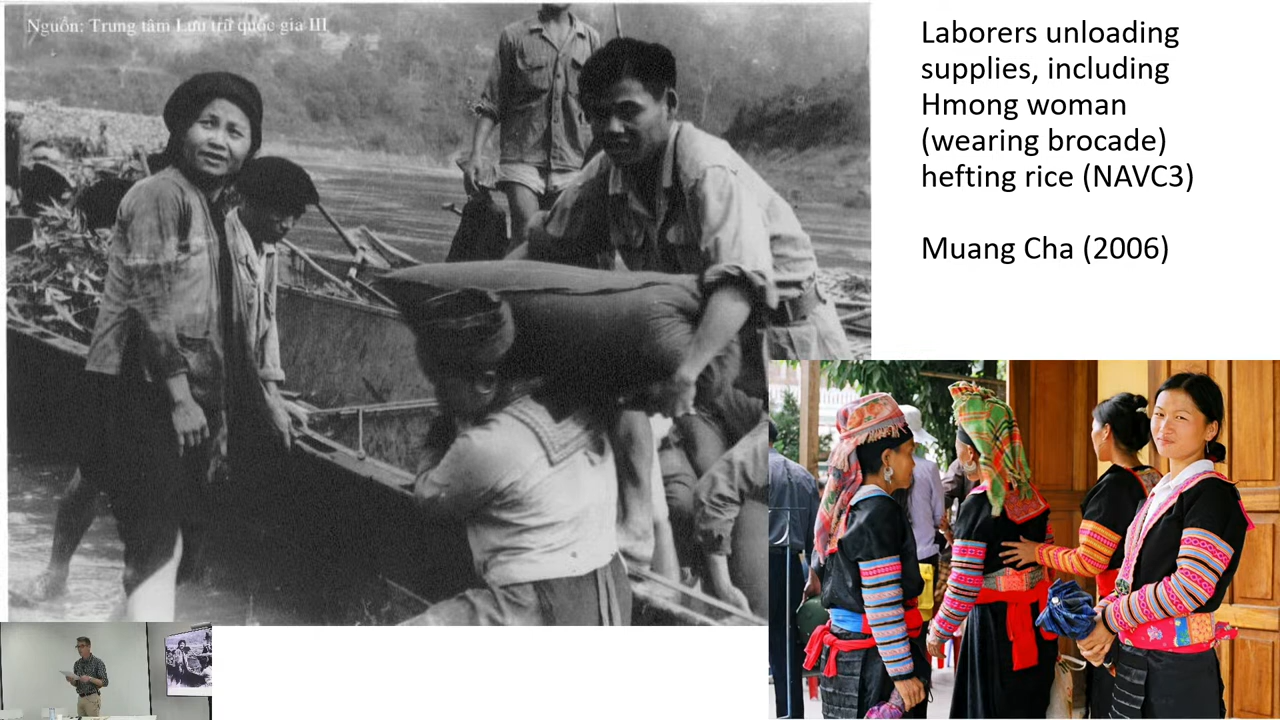 Nguồn: Trung tâm Lưu trữ quốc gia III
Laborers unloading
supplies, including
Hmong woman
(wearing brocade)
hefting rice (NAVC3)
Muang Cha (2006)